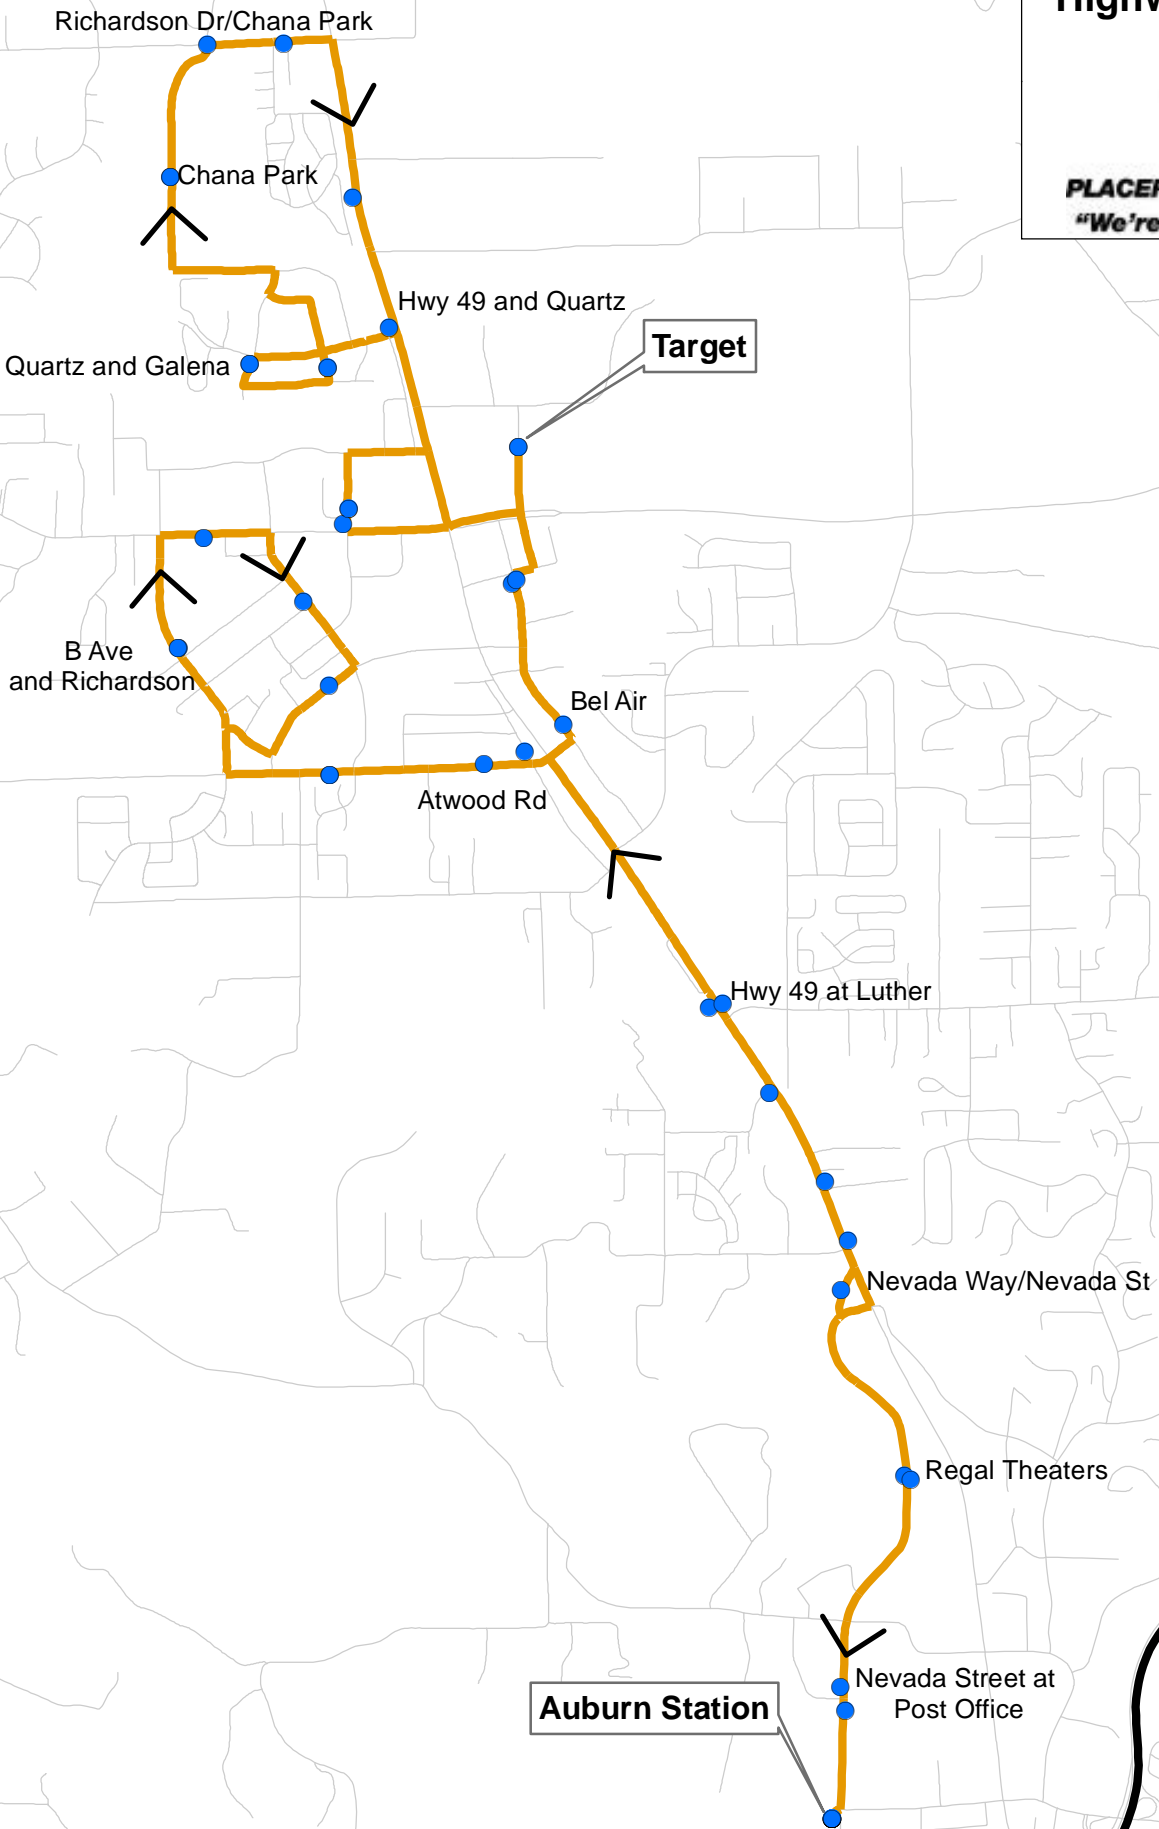 Richardson Dr/Chana Park
Chana Park
Hwy 49 and Quartz
Target
Quartz and Galena
B Ave
and Richardson
Bel Air
Atwood Rd
Hwy 49 at Luther
Nevada Way/Nevada St
Regal Theaters
Nevada Street at
Post Office
Auburn Station
"We're